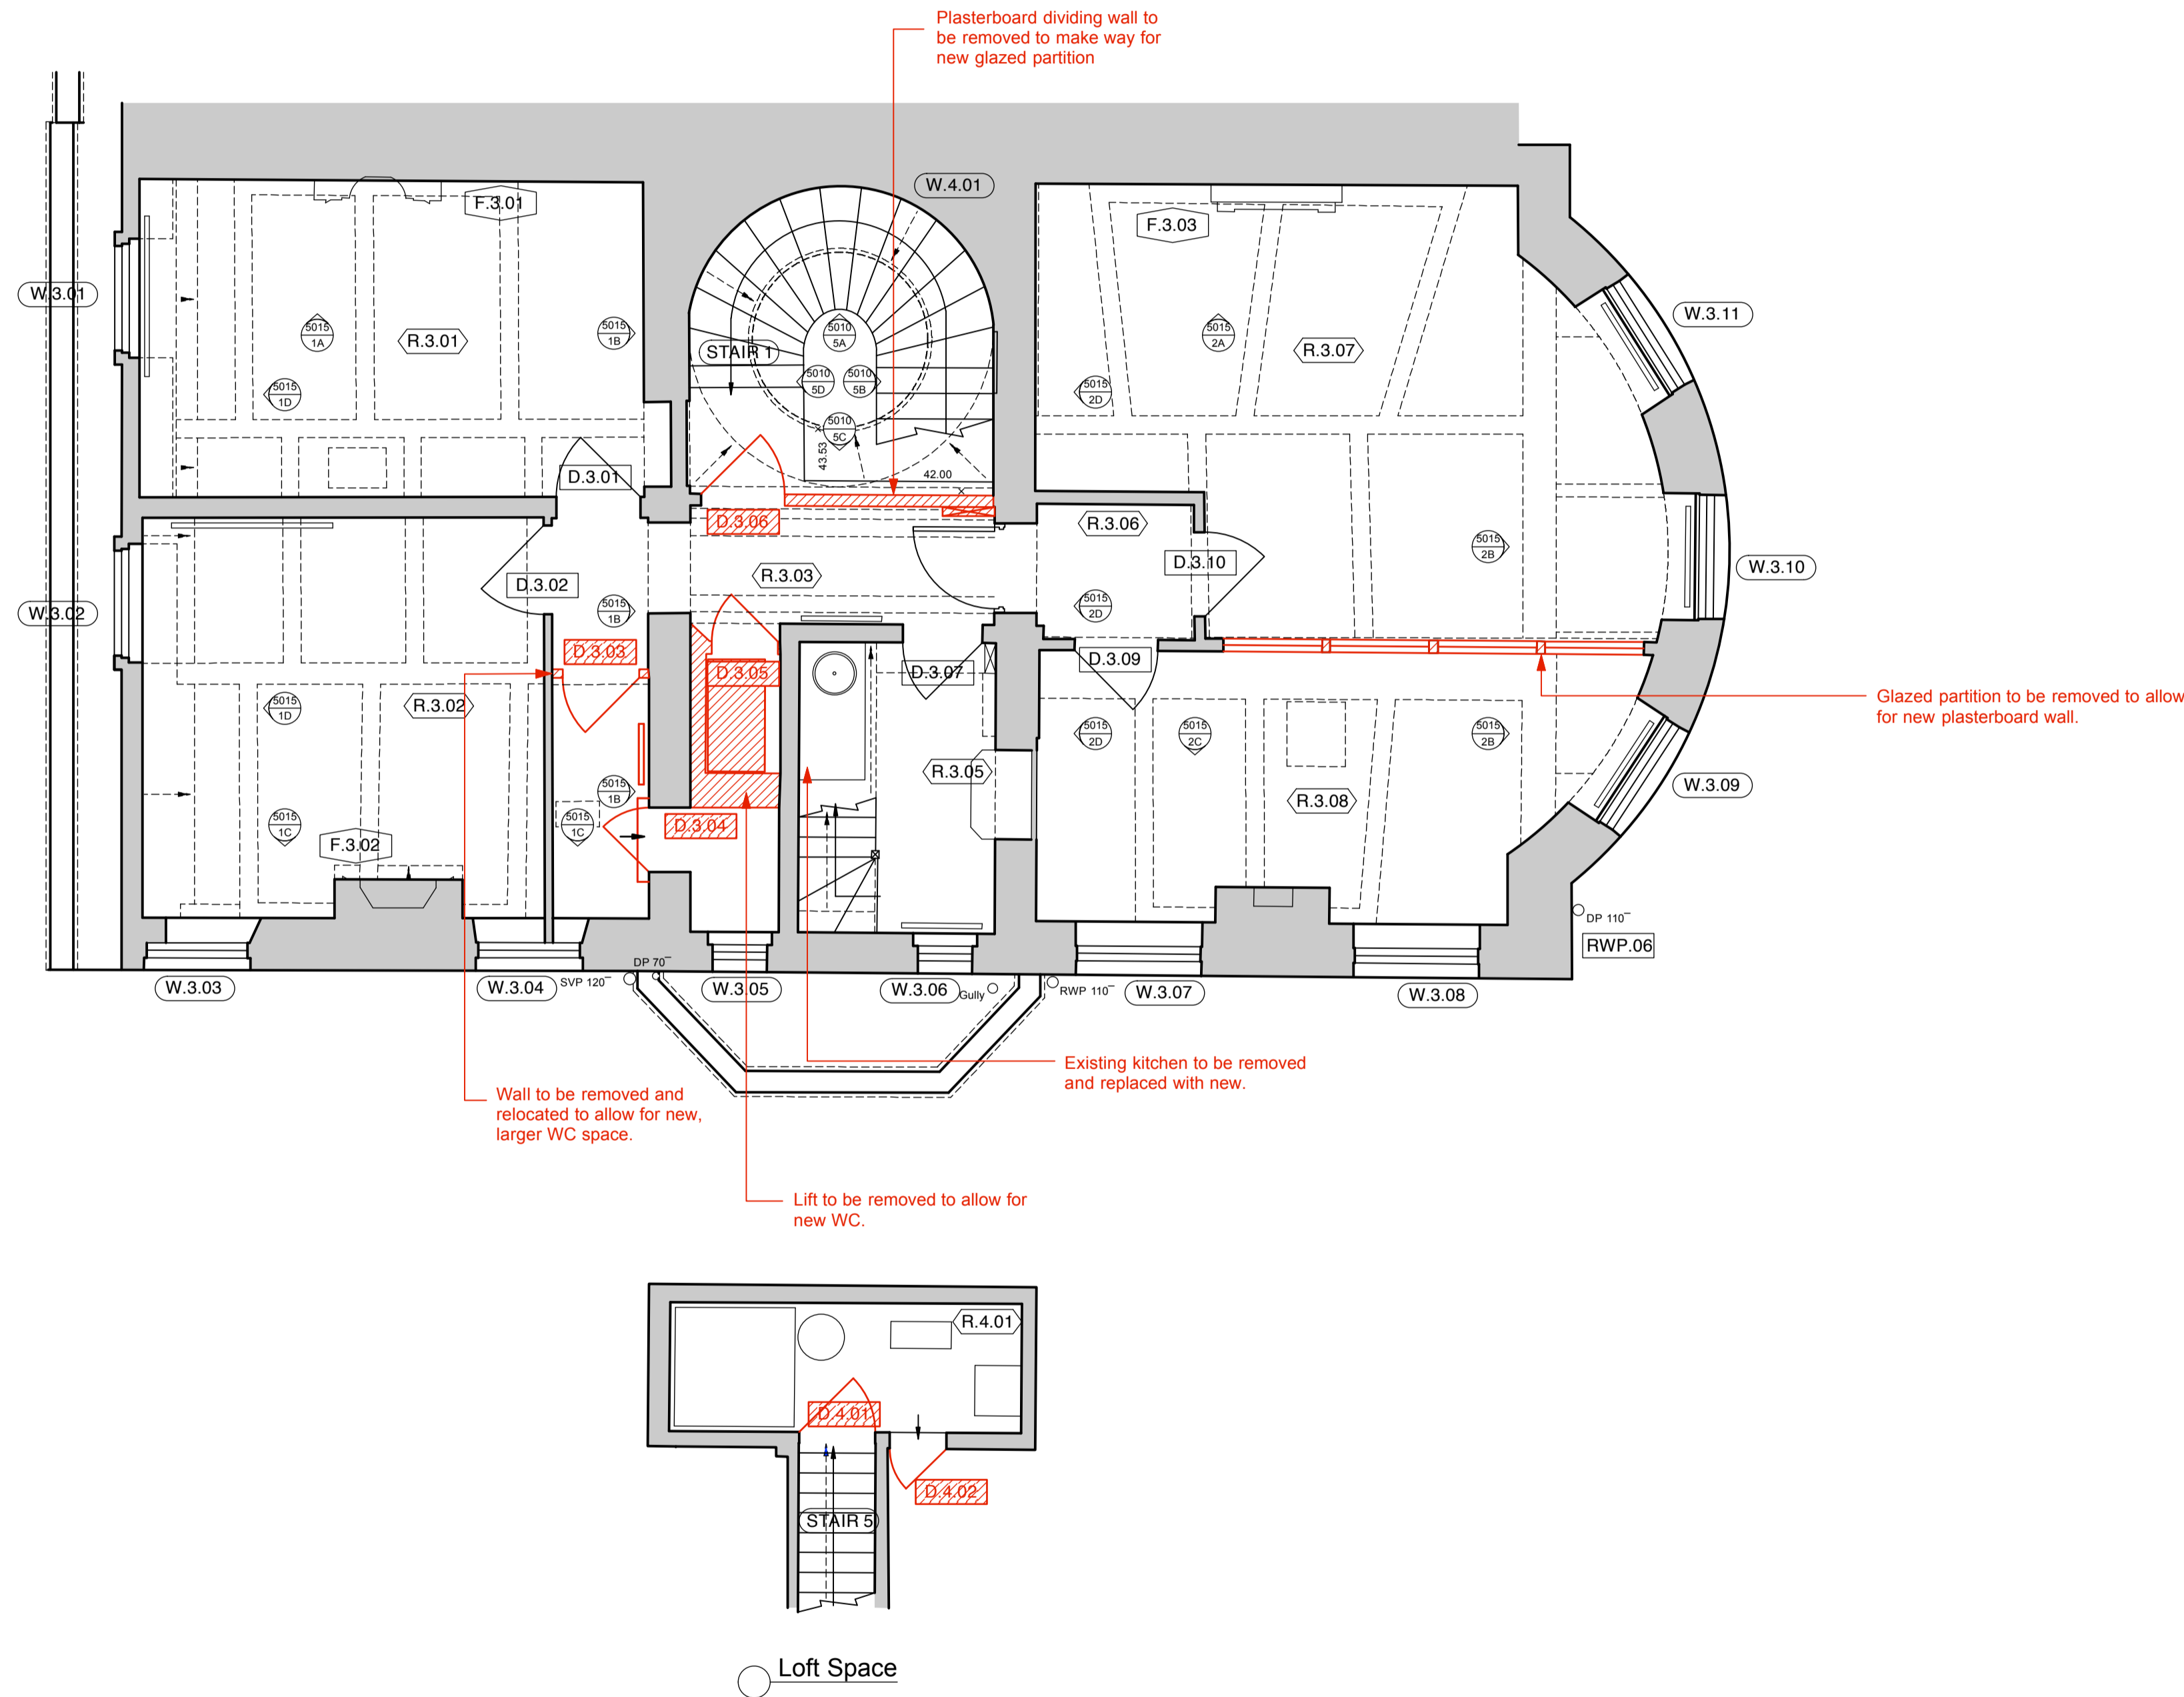 Plasterboard dividing wall to
be removed to make way for
new glazed partition
W.4.01
F.3.01
F.3.03
W.3.01
5015
1A
R.3.01
5015
1B
5015
1D
STAIR 1
5010
5A
5010
5D
5010
5B
5010
5C
43.53
42.00
5015
2A
R.3.07
5015
2D
W.3.11
D.3.01
D.3.06
R.3.06
5015
2B
D.3.10
W.3.10
D.3.02
R.3.03
W.3.02
5015
1B
5015
2D
D.3.03
D.3.05
D.3.07
D.3.09
Glazed partition to be removed to allow
for new plasterboard wall.
5015
1D
R.3.02
5015
2D
5015
2C
5015
2B
R.3.05
W.3.09
5015
1B
R.3.08
5015
1C
5015
1C
D.3.04
F.3.02
DP 110
RWP.06
DP 70
SVP 120
W.3.03
W.3.04
W.3.05
W.3.06
Gully
RWP 110
W.3.07
W.3.08
Existing kitchen to be removed
and replaced with new.
Wall to be removed and
relocated to allow for new,
larger WC space.
Lift to be removed to allow for
new WC.
R.4.01
D.4.01
D.4.02
STAIR 5
Loft Space